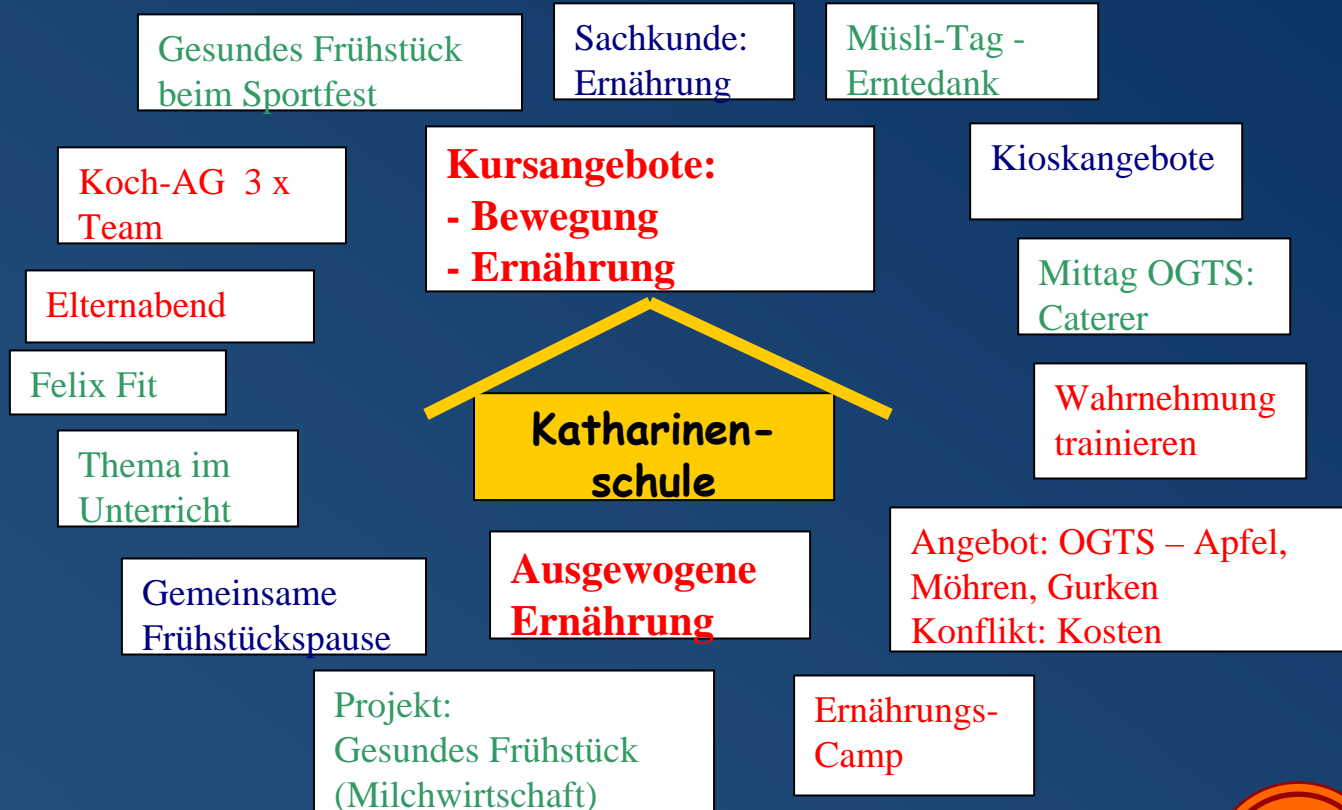 Gesundes Frühstück
beim Sportfest
Sachkunde:
Ernährung
Müsli-Tag -
Erntedank
Koch-AG 3 x
Team
Kursangebote:
- Bewegung
- Ernährung
Kioskangebote
Elternabend
Mittag OGTS:
Caterer
Felix Fit
Katharinen-
schule
Wahrnehmung
trainieren
Thema im
Unterricht
Gemeinsame
Frühstückspause
Ausgewogene
Ernährung
Angebot: OGTS – Apfel,
Möhren, Gurken
Konflikt: Kosten
Projekt:
Gesundes Frühstück
(Milchwirtschaft)
Ernährungs-
Camp